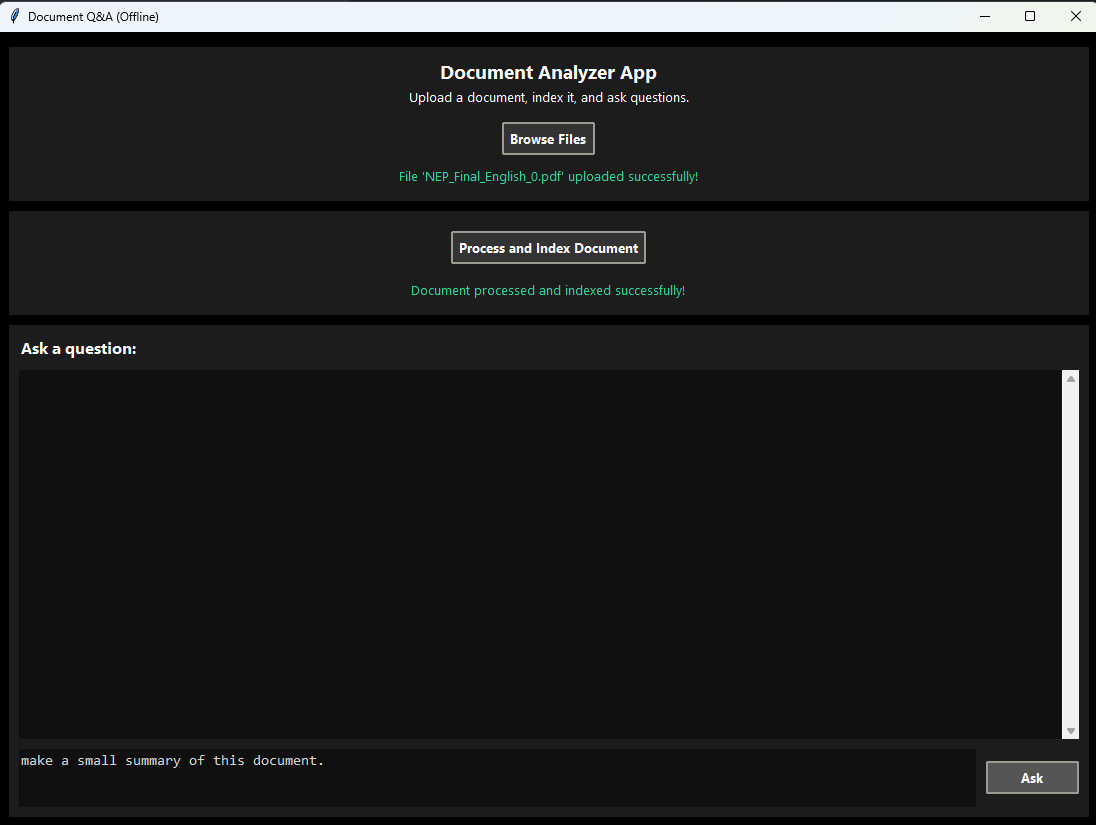 Document Q&A (Offline)
Document Analyzer App
Upload a document, index it, and ask questions.
Browse Files
File 'NEP_Final_English_0.pdf' uploaded successfully!
Process and Index Document
Document processed and indexed successfully!
Ask a question:
make a small summary of this document.
Ask